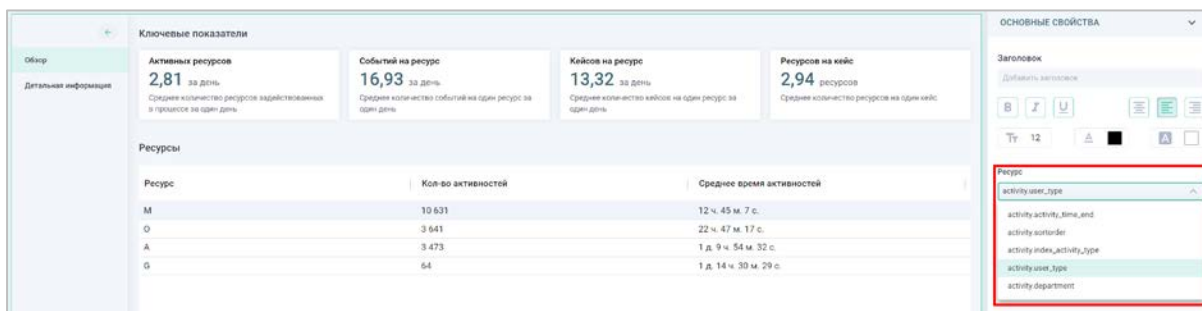 Обзор
Детальная информация
Ключевые показатели
Активных ресурсов
2,81 за день
Среднее количество ресурсов задействованных
в процессе за один день
Событий на ресурс
16,93 за день
Среднее количество событий на один ресурс за
один день
Кейсов на ресурс
13,32 за день
Среднее количество кейсов на один ресурс за
один день
Ресурсов на кейс
2,94 ресурсов
Среднее количество ресурсов на один кейс
Ресурсы
Ресурс Кол-во активностей Среднее время активностей
M 10 631 12 ч. 45 м. 7 с.
O 3 641 22 ч. 47 м. 17 с.
A 3 473 1 д. 9 ч. 54 м. 32 с.
G 64 1 д. 14 ч. 30 м. 29 с.
ОСНОВНЫЕ СВОЙСТВА
Заголовок
Добавить заголовок
B I U
Tт 12 A A
Ресурс
activity.user_type
activity.activity_time_end
activity.sortorder
activity.index_activity_type
activity.user_type
activity.department